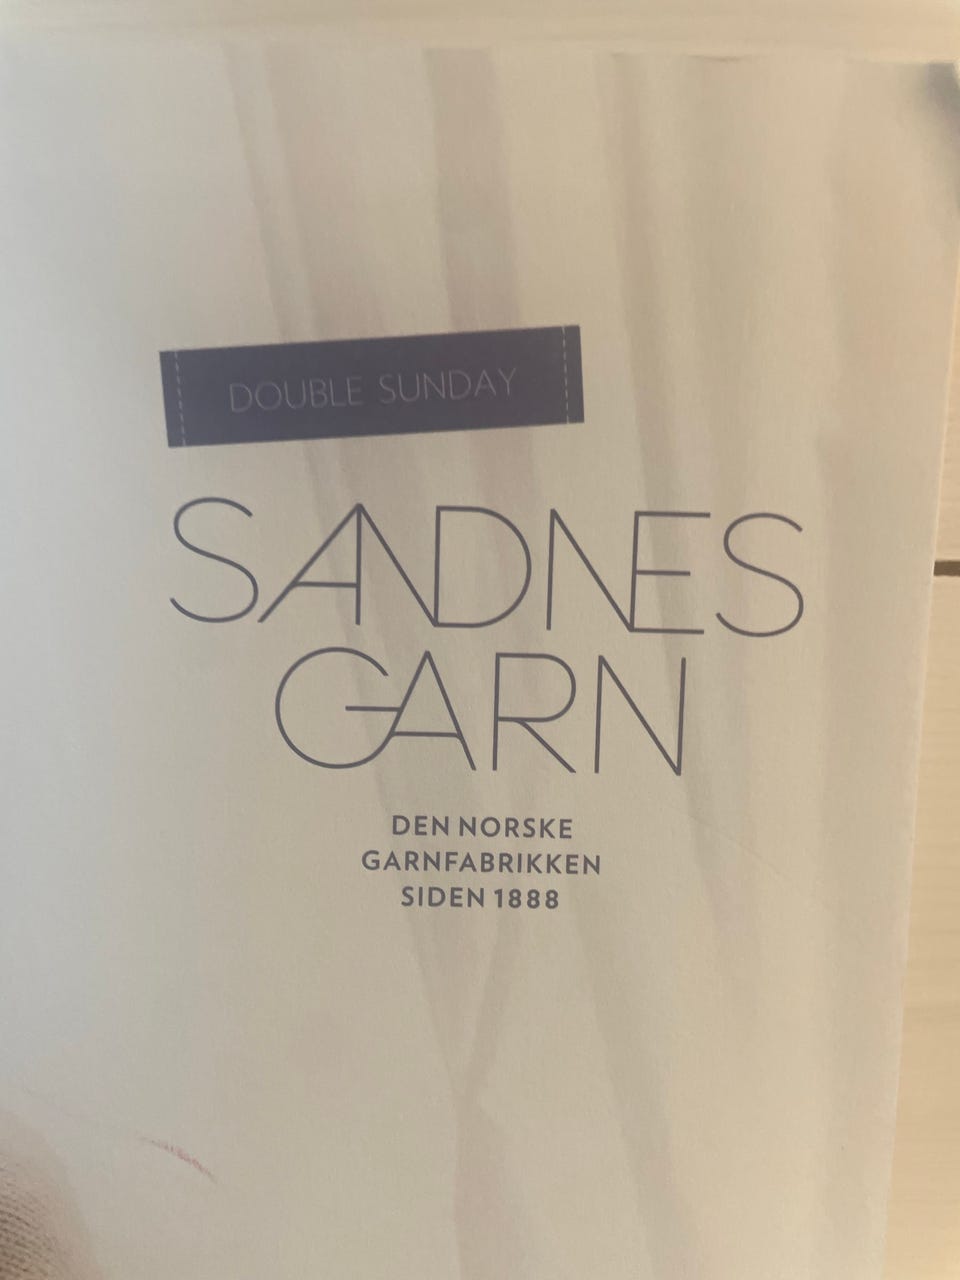 DOUBLE SUNDAY
SANDNES
GARN
DEN NORSKE
GARNFABRIKKEN
SIDEN 1888